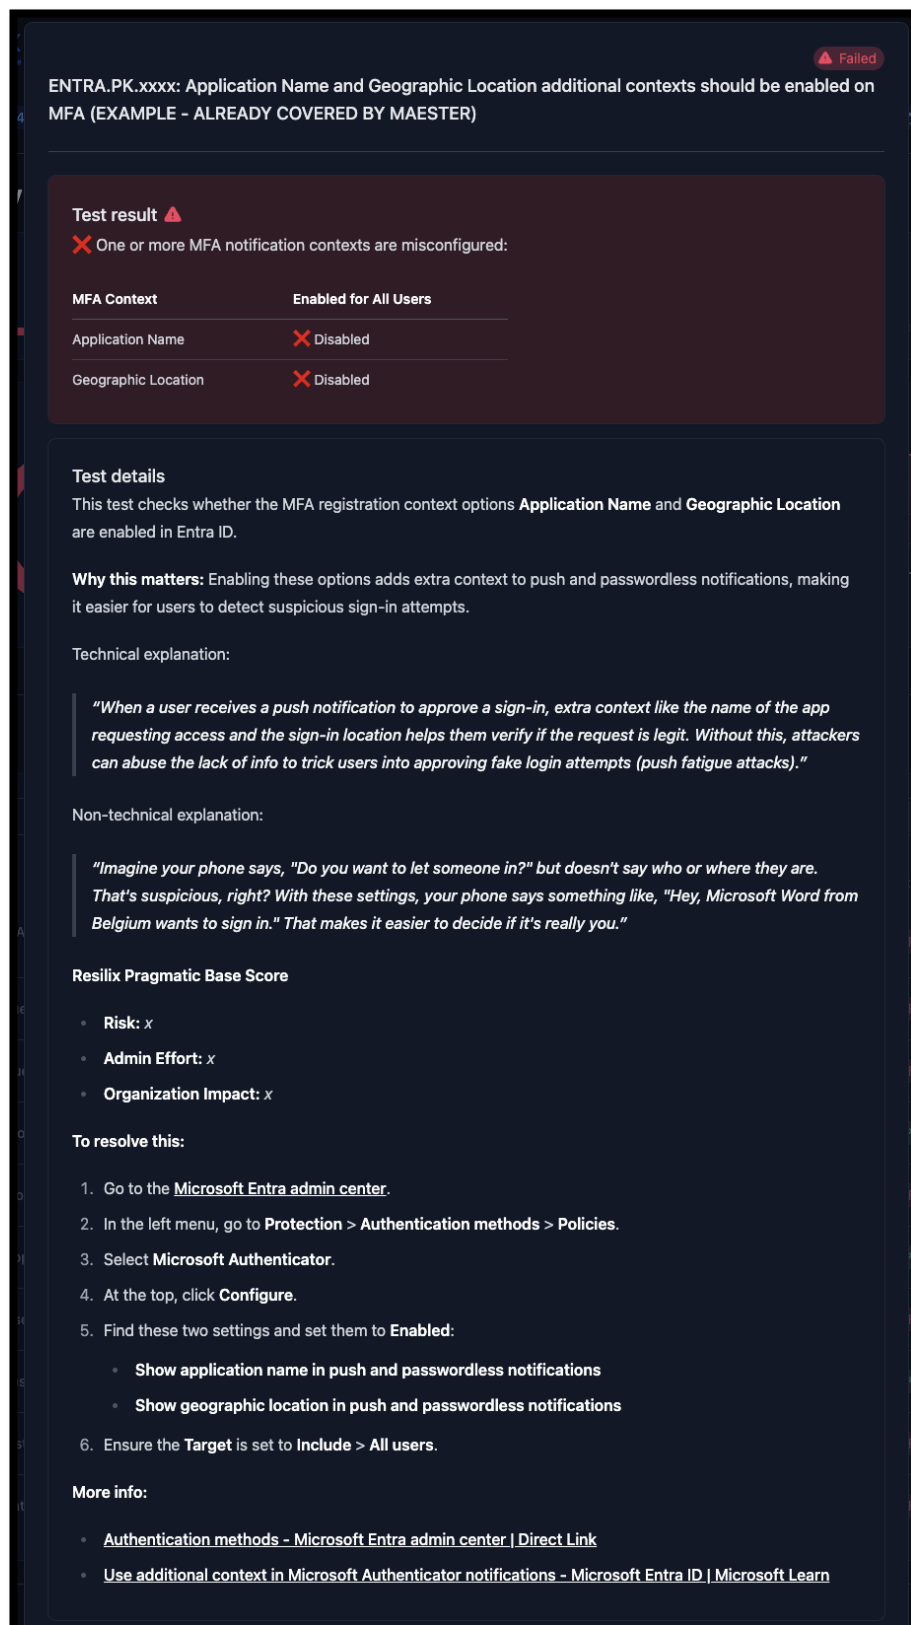 Failed
ENTRA.PK.xxxx: Application Name and Geographic Location additional contexts should be enabled on
MFA (EXAMPLE - ALREADY COVERED BY MAESTER)
Test result
One or more MFA notification contexts are misconfigured:
MFA Context Enabled for All Users
Application Name ❌ Disabled
Geographic Location ❌ Disabled
Test details
This test checks whether the MFA registration context options Application Name and Geographic Location
are enabled in Entra ID.
Why this matters: Enabling these options adds extra context to push and passwordless notifications, making
it easier for users to detect suspicious sign-in attempts.
Technical explanation:
“When a user receives a push notification to approve a sign-in, extra context like the name of the app
requesting access and the sign-in location helps them verify if the request is legit. Without this, attackers
can abuse the lack of info to trick users into approving fake login attempts (push fatigue attacks).”
Non-technical explanation:
“Imagine your phone says, "Do you want to let someone in?" but doesn't say who or where they are.
That's suspicious, right? With these settings, your phone says something like, "Hey, Microsoft Word from
Belgium wants to sign in." That makes it easier to decide if it's really you.”
Resilix Pragmatic Base Score
• Risk: x
• Admin Effort: x
• Organization Impact: x
To resolve this:
1. Go to the Microsoft Entra admin center.
2. In the left menu, go to Protection > Authentication methods > Policies.
3. Select Microsoft Authenticator.
4. At the top, click Configure.
5. Find these two settings and set them to Enabled:
• Show application name in push and passwordless notifications
• Show geographic location in push and passwordless notifications
6. Ensure the Target is set to Include > All users.
More info:
• Authentication methods - Microsoft Entra admin center | Direct Link
• Use additional context in Microsoft Authenticator notifications - Microsoft Entra ID | Microsoft Learn